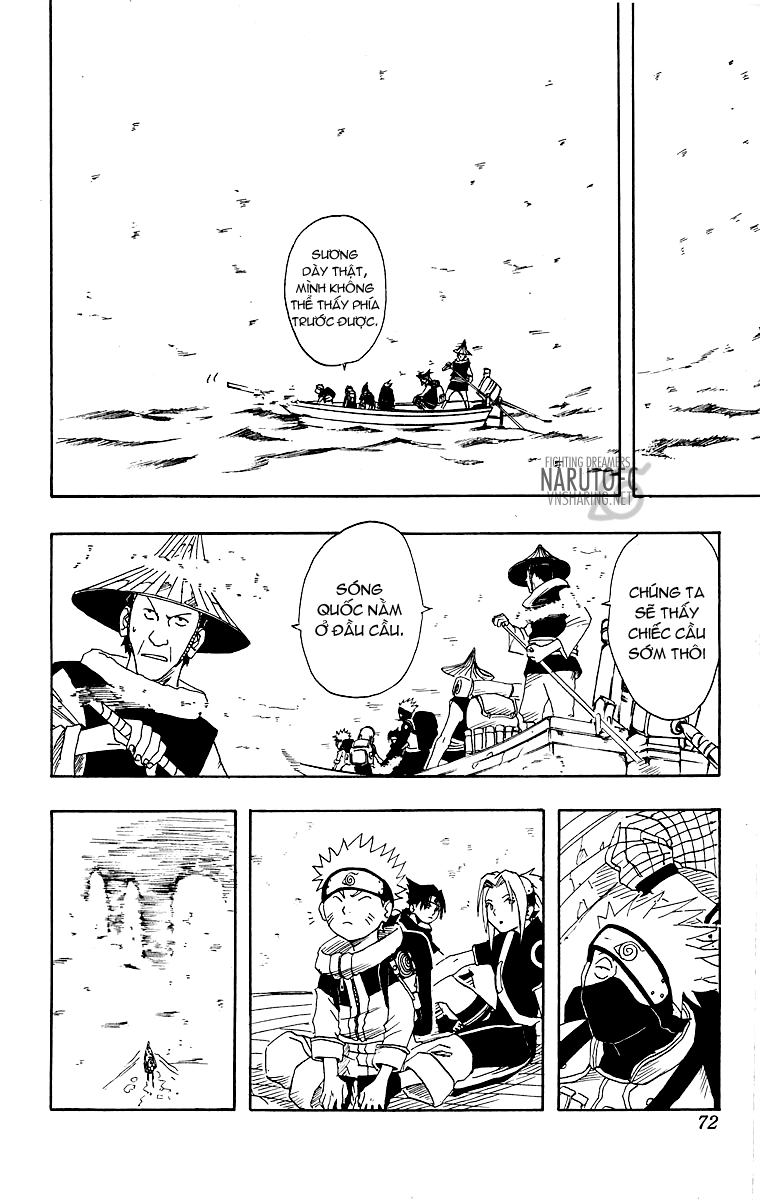 SƯƠNG
DÀY THẬT,
MÌNH KHÔNG
THỂ THẤY PHÍA
TRƯỚC ĐƯỢC.
FIGHTING DREAMERS
NARUTOFC
VNSHARING.NET
CHÚNG TA
SẼ THẤY
CHIẾC CẦU
SỚM THÔI
SÓNG
QUỐC NẰM
Ở ĐẦU CẦU.
72